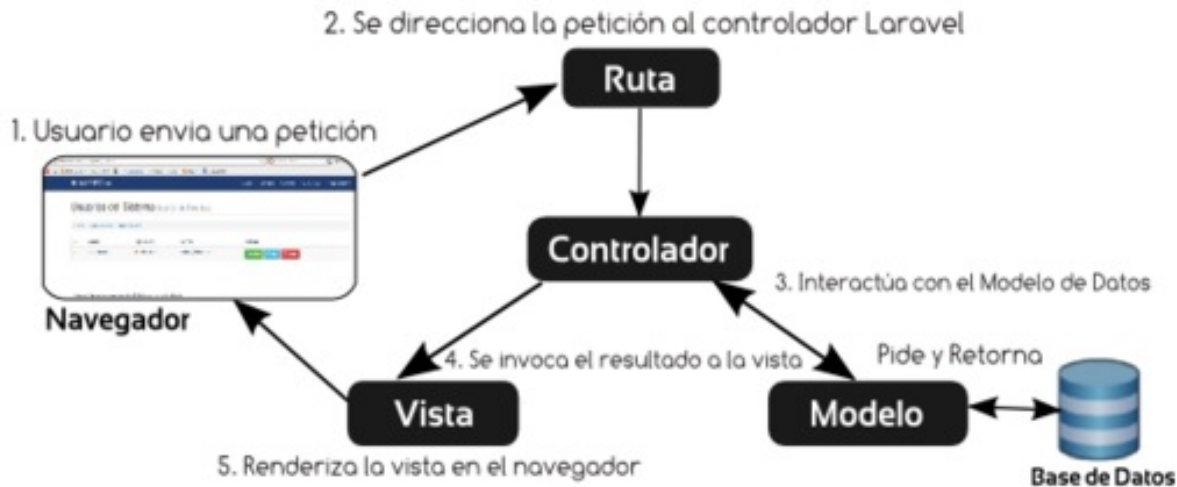 2. Se direcciona la petición al controlador Laravel
Ruta
1. Usuario envia una petición
Controlador
3. Interactúa con el Modelo de Datos
Navegador
4. Se invoca el resultado a la vista
Pide y Retorna
Vista
Modelo
5. Renderiza la vista en el navegador
Base de Datos